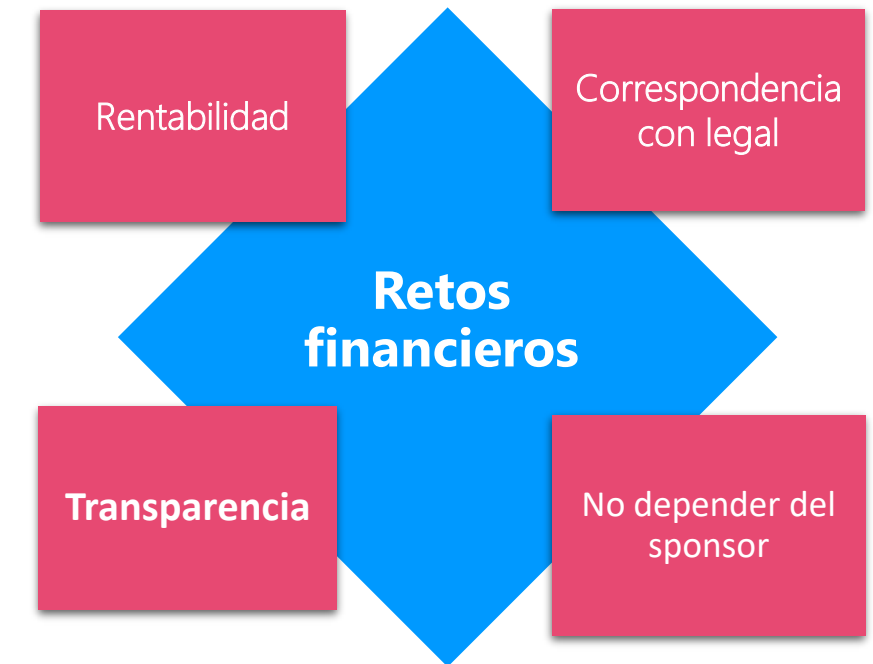 Rentabilidad
Correspondencia
con legal
Retos
financieros
Transparencia
No depender del
sponsor